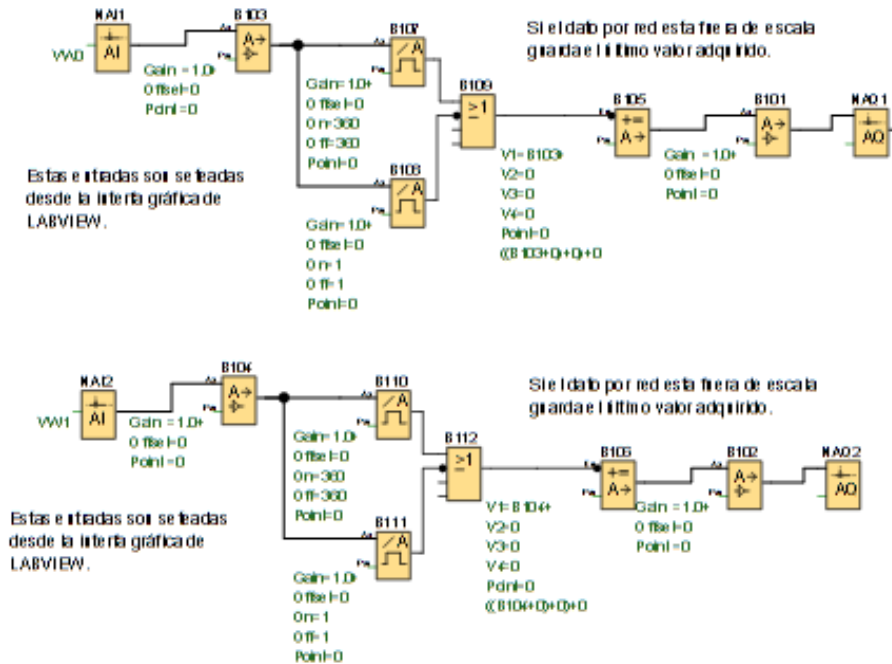 NAI1
B103
B107
Si el dato por red esta fuera de escala
guarda el último valor adquirido.
AI
A→
/A
B109
≥1
B105
B101
NAQ1
+=
A→
A→
AQ
Gain =1.0+
Offset=0
Point=0
Gain=1.0+
Offset=0
On=360
Off=360
Point=0
V1=B103+
V2=0
V3=0
V4=0
Point=0
((B103+0)+0)+0
Gain =1.0+
Offset=0
Point=0
Estas entradas son seteadas
desde la interfa gráfica de
LABVIEW.
/A
Gain=1.0+
Offset=0
On=1
Off=1
Point=0
NAI2
B104
B110
Si el dato por red esta fuera de escala
guarda el último valor adquirido.
AI
A→
/A
B112
≥1
B106
B102
NAQ2
+=
A→
A→
AQ
VW1
Gain =1.0+
Offset=0
Point=0
Gain=1.0+
Offset=0
On=360
Off=360
Point=0
V1=B104+
V2=0
V3=0
V4=0
Point=0
((B104+0)+0)+0
Gain =1.0+
Offset=0
Point=0
Estas entradas son seteadas
desde la interfa gráfica de
LABVIEW.
B111
/A
Gain=1.0+
Offset=0
On=1
Off=1
Point=0